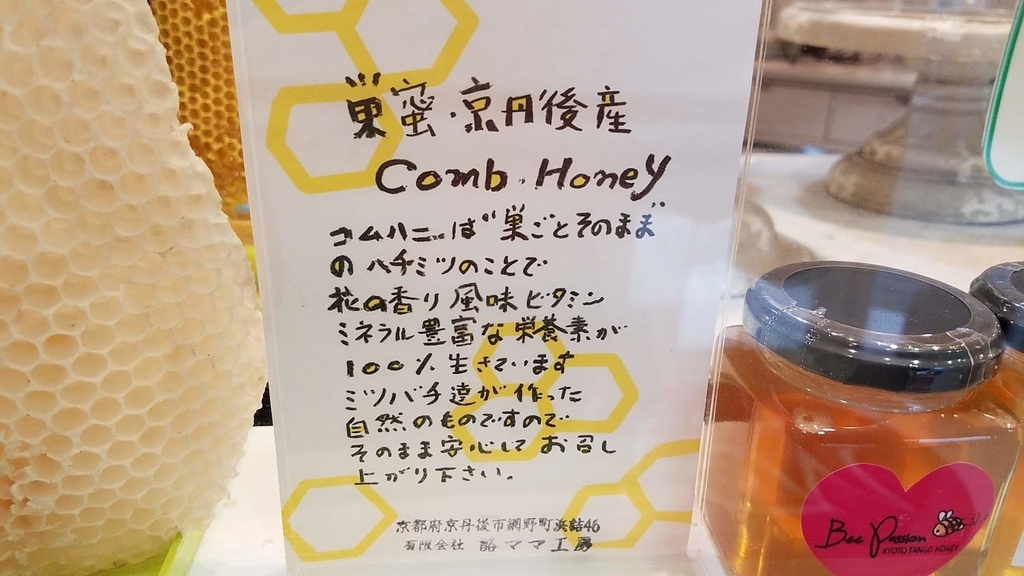 巣蜜・京丹後産
Comb.Honey
コムハニーは"巣ごとそのまま"
のハチミツのことで
花の香り風味ビタミン
ミネラル豊富な栄養素が
100％生きています
ミツバチ達が作った
自然のものですので
そのまま安心してお召し
上がり下さい。
京都府京丹後市網野町浜詰46
有限会社 ママ工房
Bee Passion
KYOTO TANGO HONEY